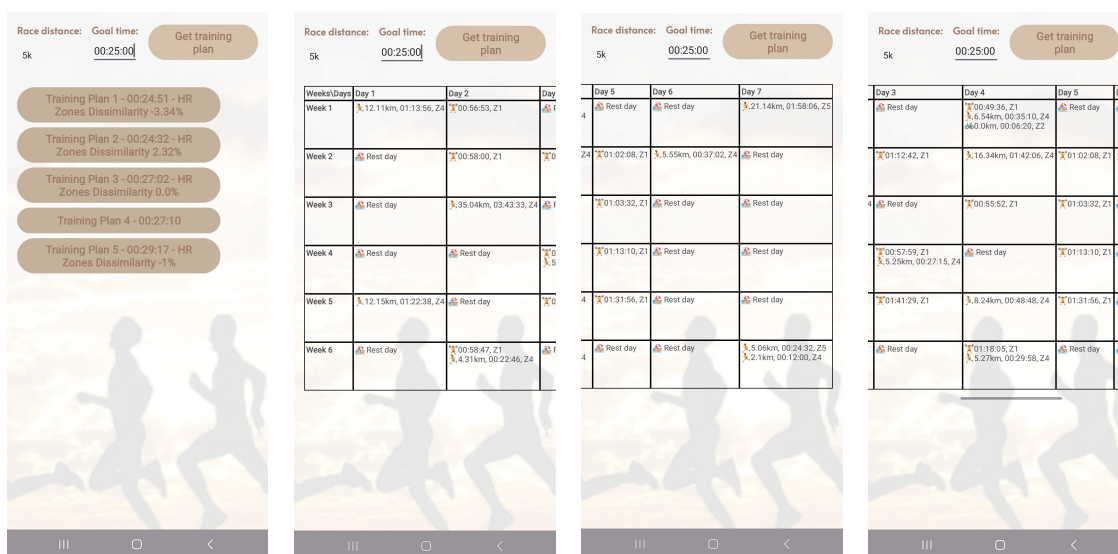 Race distance: Goal time:
5k
00:25:00
Get training
plan
Training Plan 1 - 00:24:51 - HR
Zones Dissimilarity -3.34%
Training Plan 2 - 00:24:32 - HR
Zones Dissimilarity 2.32%
Training Plan 3 - 00:27:02 - HR
Zones Dissimilarity 0.0%
Training Plan 4 - 00:27:10
Training Plan 5 - 00:29:17 - HR
Zones Dissimilarity -1%
Race distance: Goal time:
5k
00:25:00
Get training
plan
Weeks\Days Day 1 Day 2 Day
Week 1 12.11km, 01:13:56, Z4 00:56:53, Z1
Week 2 Rest day 00:58:00, Z1
Week 3 Rest day 35.04km, 03:43:33, Z4
Week 4 Rest day Rest day
Week 5 12.15km, 01:22:38, Z4 Rest day
Week 6 Rest day 00:58:47, Z1
4.31km, 00:22:46, Z4
Race distance: Goal time:
5k
00:25:00
Get training
plan
Day 5 Day 6 Day 7
4 Rest day Rest day 21.14km, 01:58:06, Z5
Z4 01:02:08, Z1 5.55km, 00:37:02, Z4 Rest day
01:03:32, Z1 Rest day Rest day
01:13:10, Z1 Rest day Rest day
4 01:31:56, Z1 Rest day Rest day
4 Rest day Rest day 5.06km, 00:24:32, Z5
2.1km, 00:12:00, Z4
Race distance: Goal time:
5k
00:25:00
Get training
plan
Day 3 Day 4 Day 5
Rest day 00:49:36, Z1 Rest day
6.54km, 00:35:10, Z4
0.0km, 00:06:20, Z2
01:12:42, Z1 16.34km, 01:42:06, Z4 01:02:08, Z1
4 Rest day 00:55:52, Z1 01:03:32, Z1
00:57:59, Z1 Rest day 01:13:10, Z1
5.25km, 00:27:15, Z4
01:41:29, Z1 8.24km, 00:48:48, Z4 01:31:56, Z1
Rest day 01:18:05, Z1 Rest day
5.27km, 00:29:58, Z4